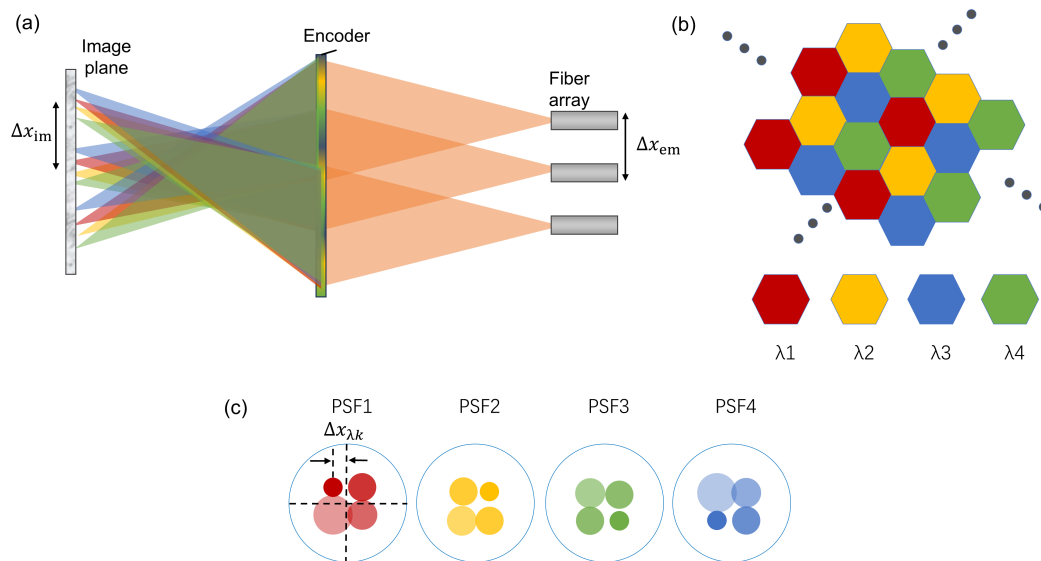 (a)
Image
plane
Encoder
Fiber
array
Δx_im
Δx_em
(b)
λ1 λ2 λ3 λ4
(c)
PSF1 PSF2 PSF3 PSF4
Δx_λk